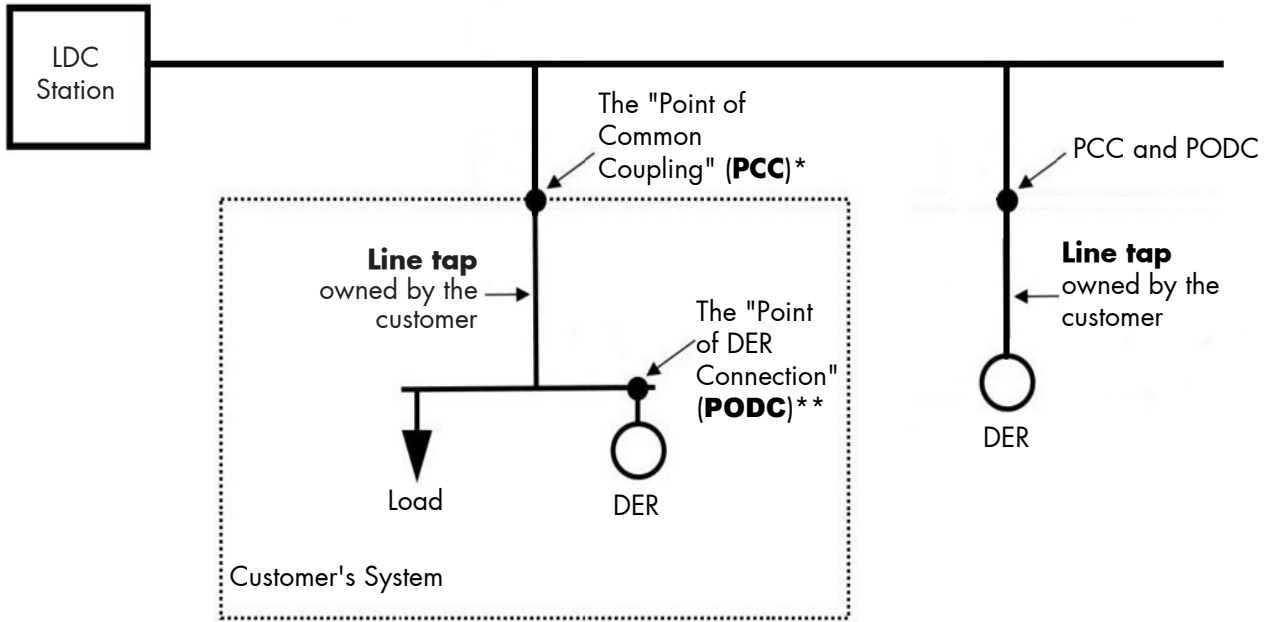 LDC
Station
The "Point of
Common
Coupling" (PCC)*
PCC and PODC
Line tap
owned by the
customer
The "Point
of DER
Connection"
(PODC)**
Line tap
owned by the
customer
Load
DER
DER
Customer's System